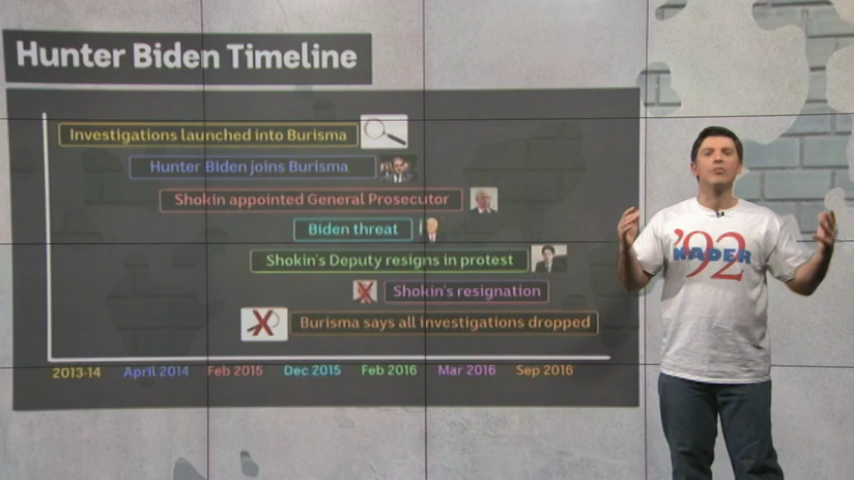 Hunter Biden Timeline
Investigations launched into Burisma
Hunter Biden joins Burisma
Shokin appointed General Prosecutor
Biden threat
Shokin's Deputy resigns in protest
Shokin's resignation
Burisma says all investigations dropped
2013-14 April 2014 Feb 2015 Dec 2015 Feb 2016 Mar 2016 Sep 2016
'92
NADER